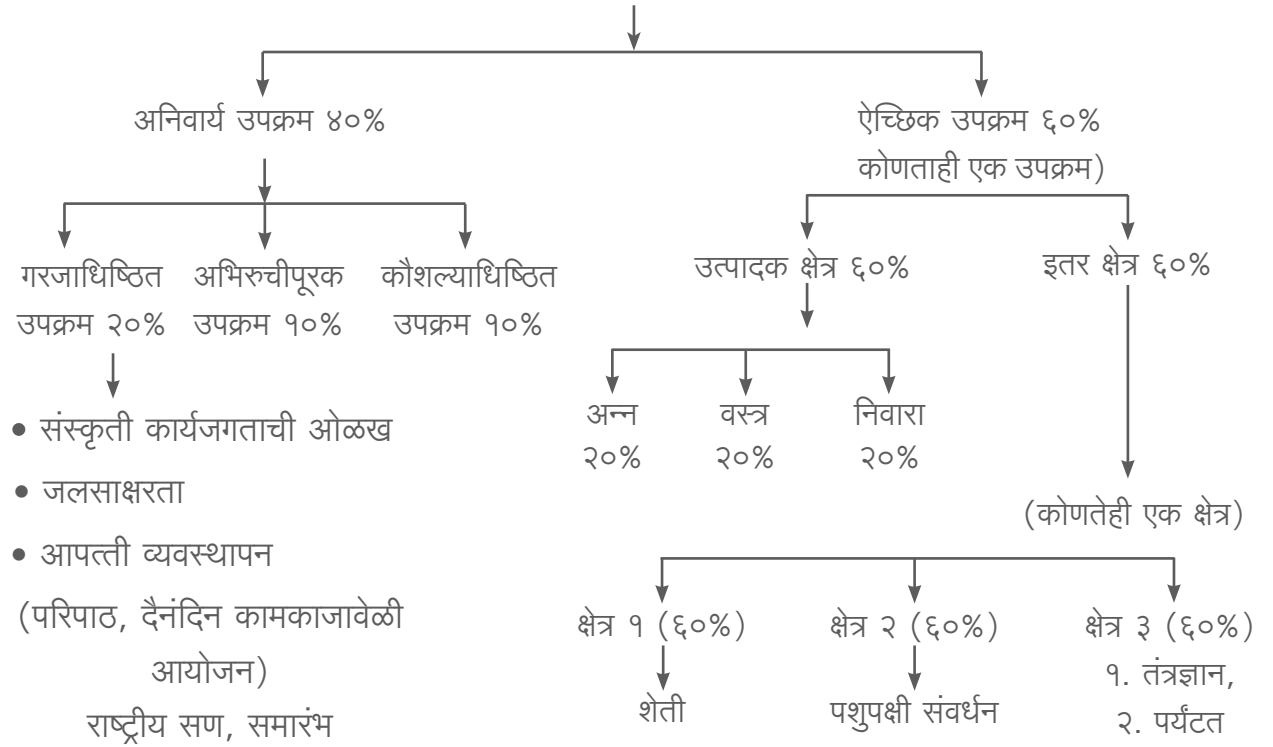 अनिवार्य उपक्रम ४०%
ऐच्छिक उपक्रम ६०%
कोणताही एक उपक्रम)
गरजाधिष्ठित
उपक्रम २०%
अभिरुचीपूरक
उपक्रम १०%
कौशल्याधिष्ठित
उपक्रम १०%
• संस्कृती कार्यजगताची ओळख
• जलसाक्षरता
• आपत्ती व्यवस्थापन
(परिपाठ, दैनंदिन कामकाजावेळी
आयोजन)
राष्ट्रीय सण, समारंभ
उत्पादक क्षेत्र ६०%
इतर क्षेत्र ६०%
अन्न
२०%
वस्त्र
२०%
निवारा
२०%
(कोणतेही एक क्षेत्र)
क्षेत्र १ (६०%)
शेती
क्षेत्र २ (६०%)
पशुपक्षी संवर्धन
क्षेत्र ३ (६०%)
१. तंत्रज्ञान,
२. पर्यंटत